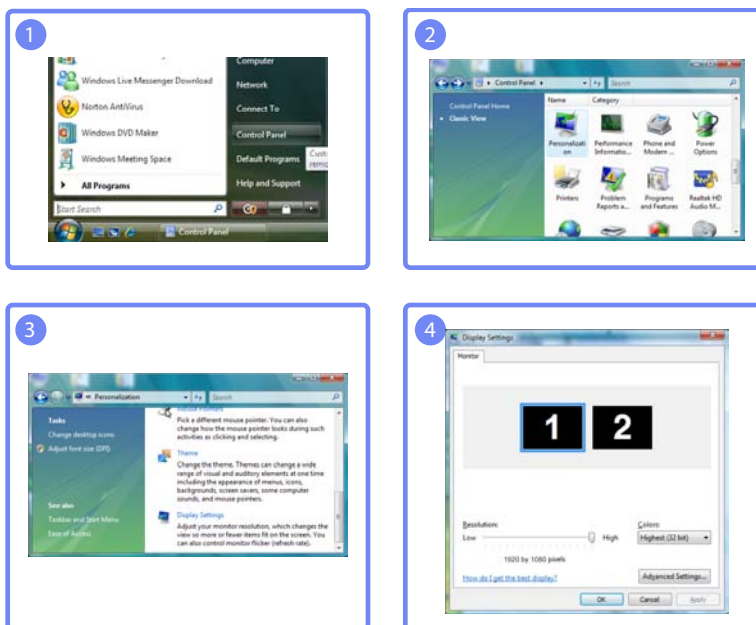 1
Computer
Windows Live Messenger Download
Network
Norton AntiVirus
Connect To
Windows DVD Maker
Control Panel
Windows Meeting Space
Default Programs
All Programs
Help and Support
Start Search
Control Panel
2
Control Panel
Search
Control Panel Home
Classic View
Name Category
Personalizati
on
Performance
Informatio...
Phone and
Modem ...
Power
Options
Printers
Problem
Reports a...
Programs
and Features
Realtek HD
Audio M...
3
Personalization
Search
Tasks
Change desktop icons
Adjust font size (DPI)
See also
Taskbar and Start Menu
Ease of Access
Mouse Pointers
Pick a different mouse pointer. You can also
change how the mouse pointer looks during such
activities as clicking and selecting.
Theme
Change the theme. Themes can change a wide
range of visual and auditory elements at one time
including the appearance of menus, icons,
backgrounds, screen savers, some computer
sounds, and mouse pointers.
Display Settings
Adjust your monitor resolution, which changes the
view so more or fewer items fit on the screen. You
can also control monitor flicker (refresh rate).
4
Display Settings
Monitor
1 2
Resolution:
Low High
1920 by 1080 pixels
Colors:
Highest (32 bit)
How do I get the best display?
Advanced Settings...
OK Cancel Apply